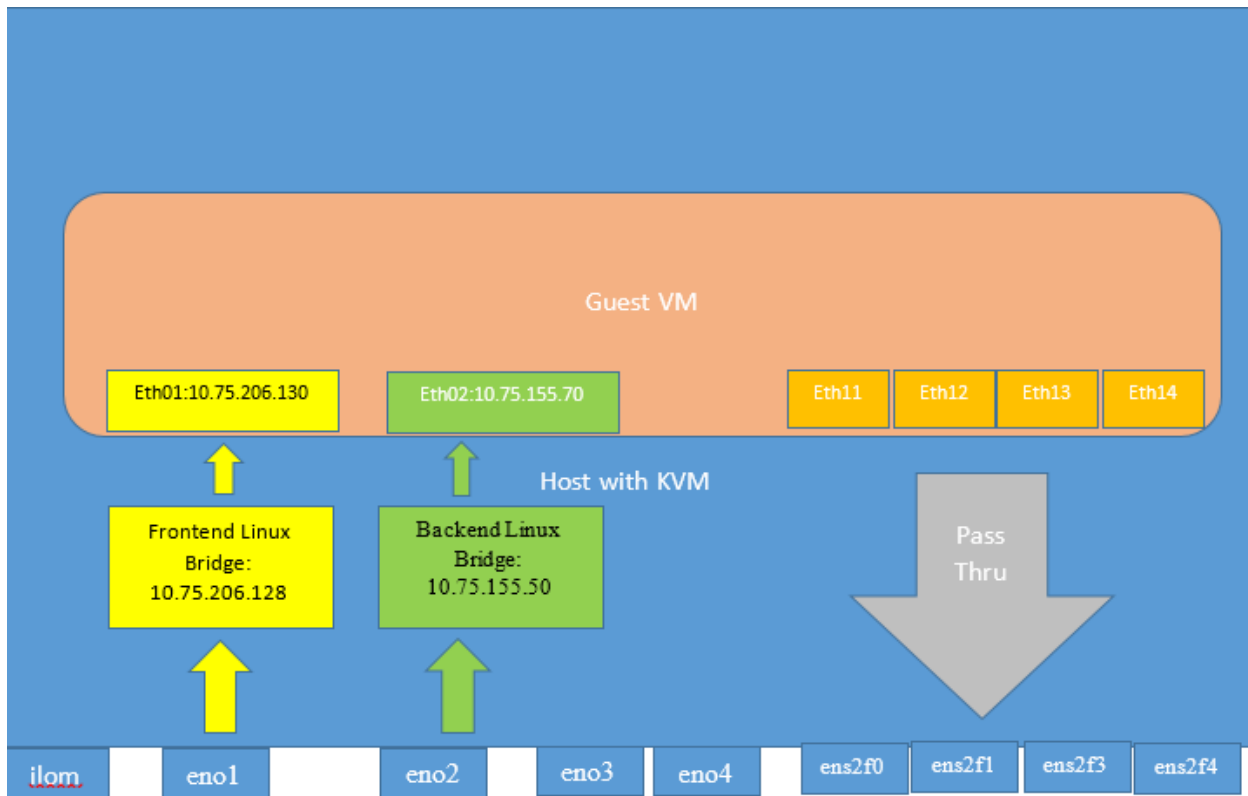 Guest VM
Eth01:10.75.206.130
Eth02:10.75.155.70
Eth11
Eth12
Eth13
Eth14
Host with KVM
Frontend Linux
Bridge:
10.75.206.128
Backend Linux
Bridge:
10.75.155.50
Pass
Thru
ilom
eno1
eno2
eno3
eno4
ens2f0
ens2f1
ens2f3
ens2f4